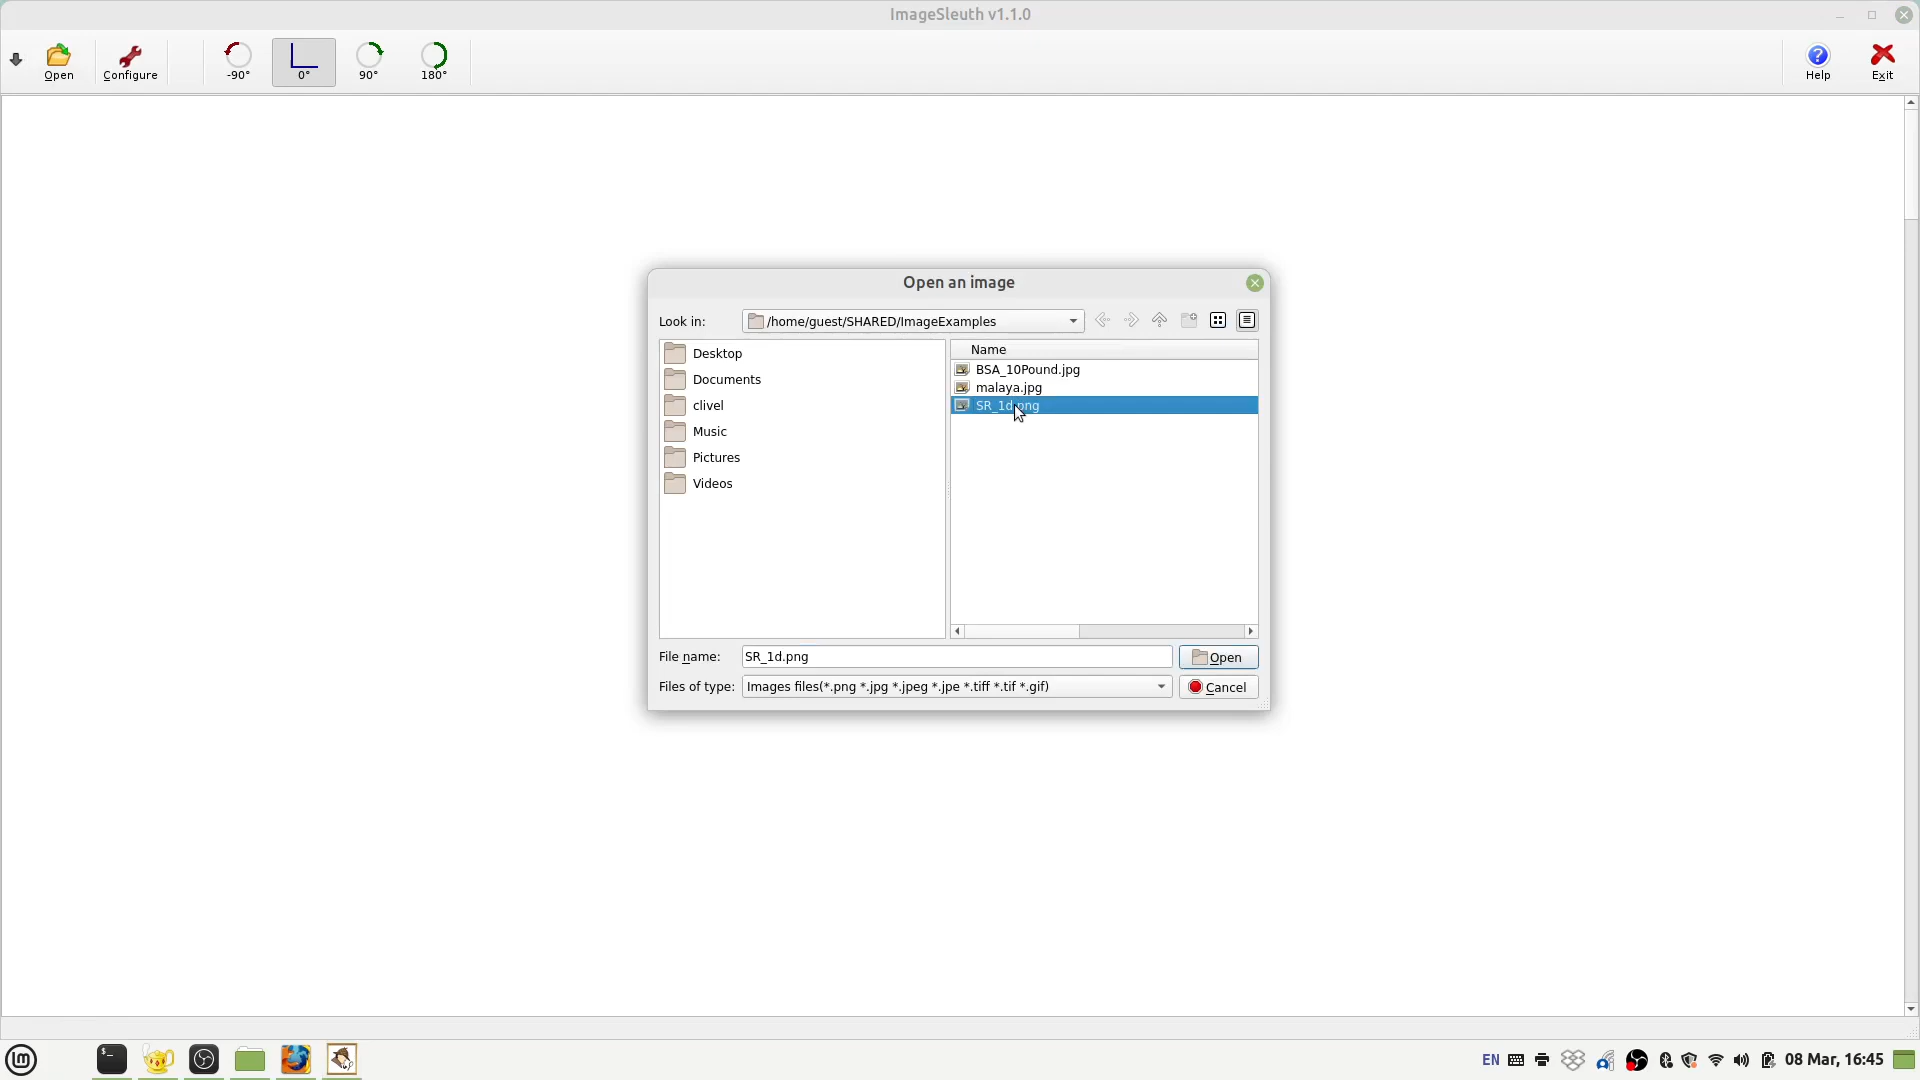 ImageSleuth v1.1.0
Open
Configure
-90°
0°
90°
180°
Help
Exit
Open an image
Look in:
/home/guest/SHARED/ImageExamples
Desktop
Documents
clivel
Music
Pictures
Videos
Name
BSA_10Pound.jpg
malaya.jpg
SR_1d.png
File name:
SR_1d.png
Open
Files of type:
Images files(*.png *.jpg *.jpeg *.jpe *.tiff *.tif *.gif)
Cancel
EN
08 Mar, 16:45